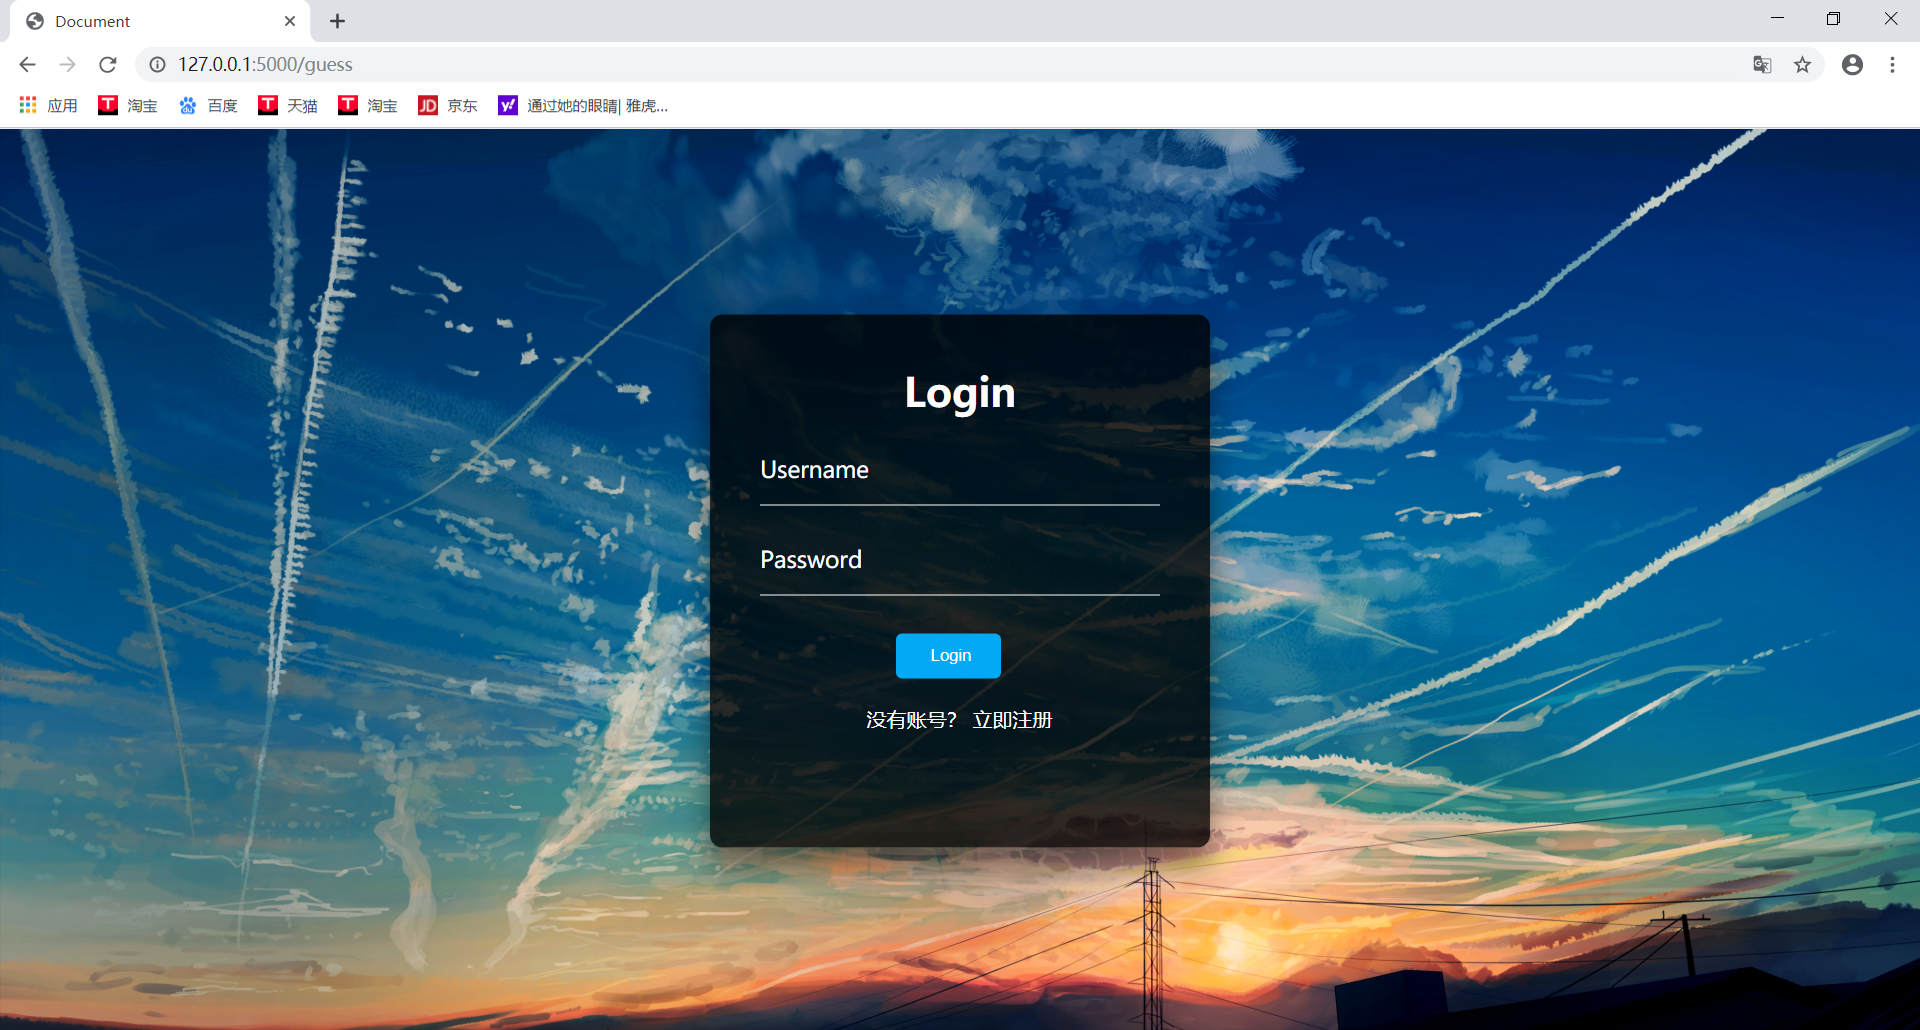 Document
127.0.0.1:5000/guess
应用 淘宝 百度 天猫 淘宝 京东 通过她的眼睛| 雅虎...
Login
Username
Password
Login
没有账号? 立即注册